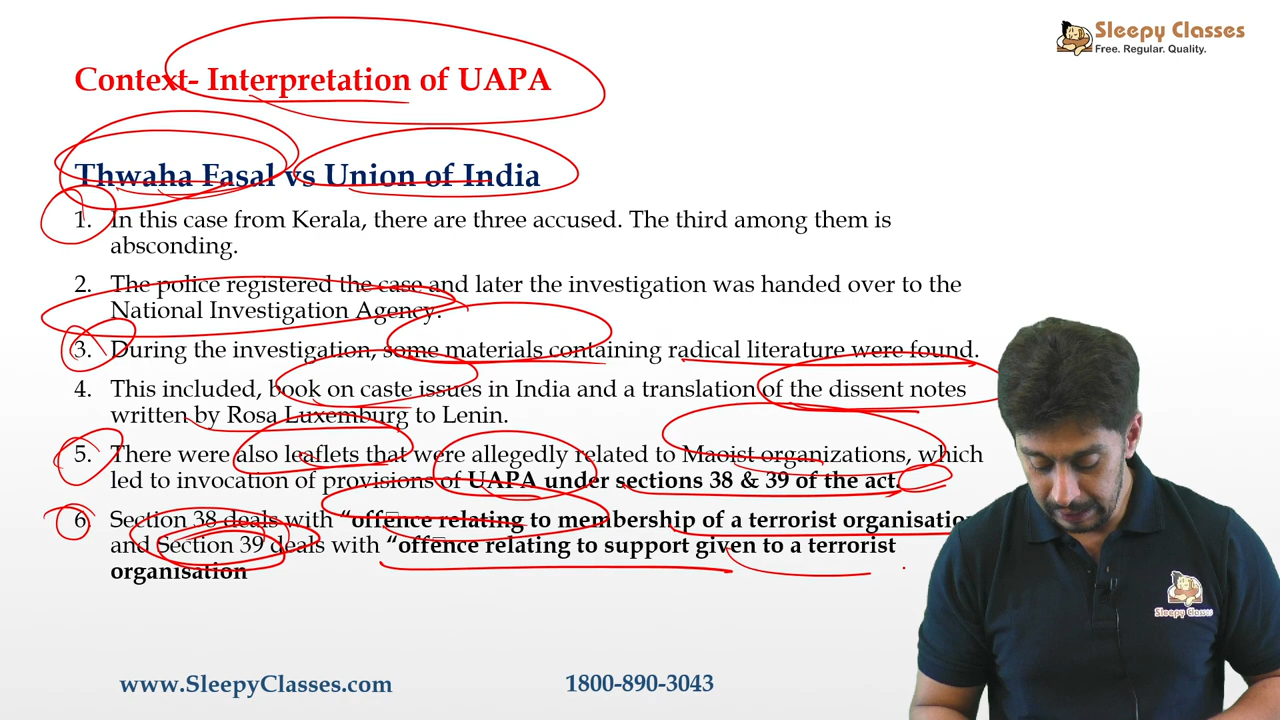 Sleepy Classes
Free. Regular. Quality.
Context- Interpretation of UAPA
Thwaha Fasal vs Union of India
1. In this case from Kerala, there are three accused. The third among them is
absconding.
2. The police registered the case and later the investigation was handed over to the
National Investigation Agency.
3. During the investigation, some materials containing radical literature were found.
4. This included, book on caste issues in India and a translation of the dissent notes
written by Rosa Luxemburg to Lenin.
5. There were also leaflets that were allegedly related to Maoist organizations, which
led to invocation of provisions of UAPA under sections 38 & 39 of the act.
6. Section 38 deals with “offence relating to membership of a terrorist organisation
and Section 39 deals with “offence relating to support given to a terrorist
organisation
Sleepy Classes
www.SleepyClasses.com
1800-890-3043